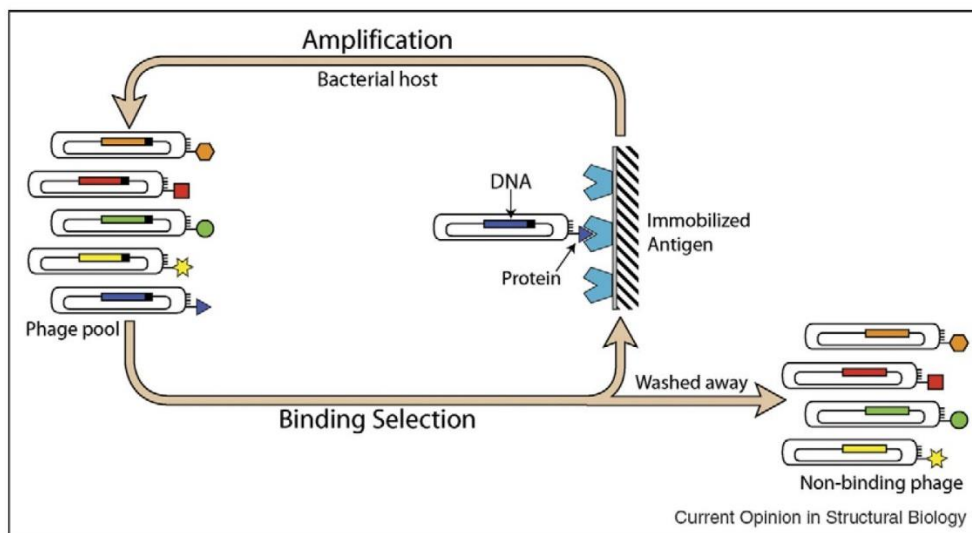 Amplification
Bacterial host
DNA
Immobilized
Antigen
Protein
Phage pool
Washed away
Binding Selection
Non-binding phage
Current Opinion in Structural Biology